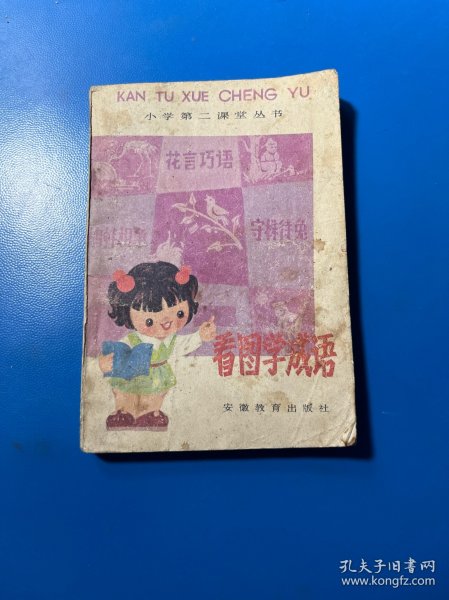 KAN TU XUE CHENG YU
小学第二课堂丛书
花言巧语
守株待兔
看图学成语
安徽教育出版社
孔夫子旧书网
www.kongfz.com